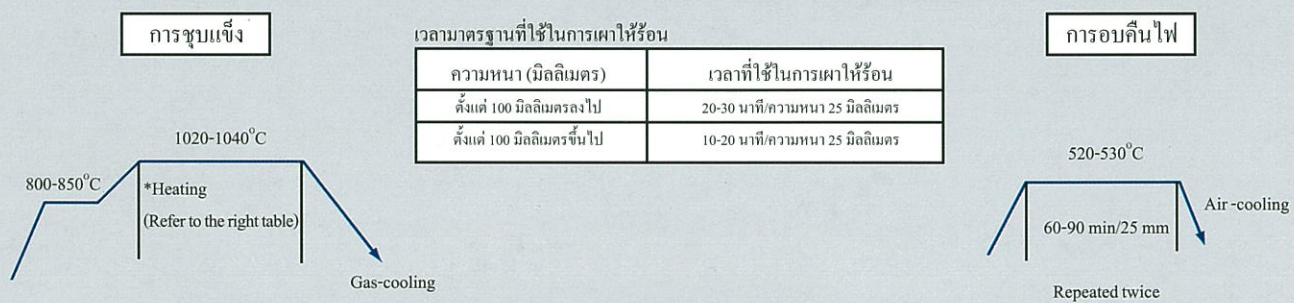 การชุบแข็ง
800-850°C
1020-1040°C
*Heating
(Refer to the right table)
Gas-cooling
เวลามาตรฐานที่ใช้ในการเผาให้ร้อน
ความหนา (มิลลิเมตร) เวลาที่ใช้ในการเผาให้ร้อน
ตั้งแต่ 100 มิลลิเมตรลงไป 20-30 นาที/ความหนา 25 มิลลิเมตร
ตั้งแต่ 100 มิลลิเมตรขึ้นไป 10-20 นาที/ความหนา 25 มิลลิเมตร
การอบคืนไฟ
520-530°C
60-90 min/25 mm
Air -cooling
Repeated twice